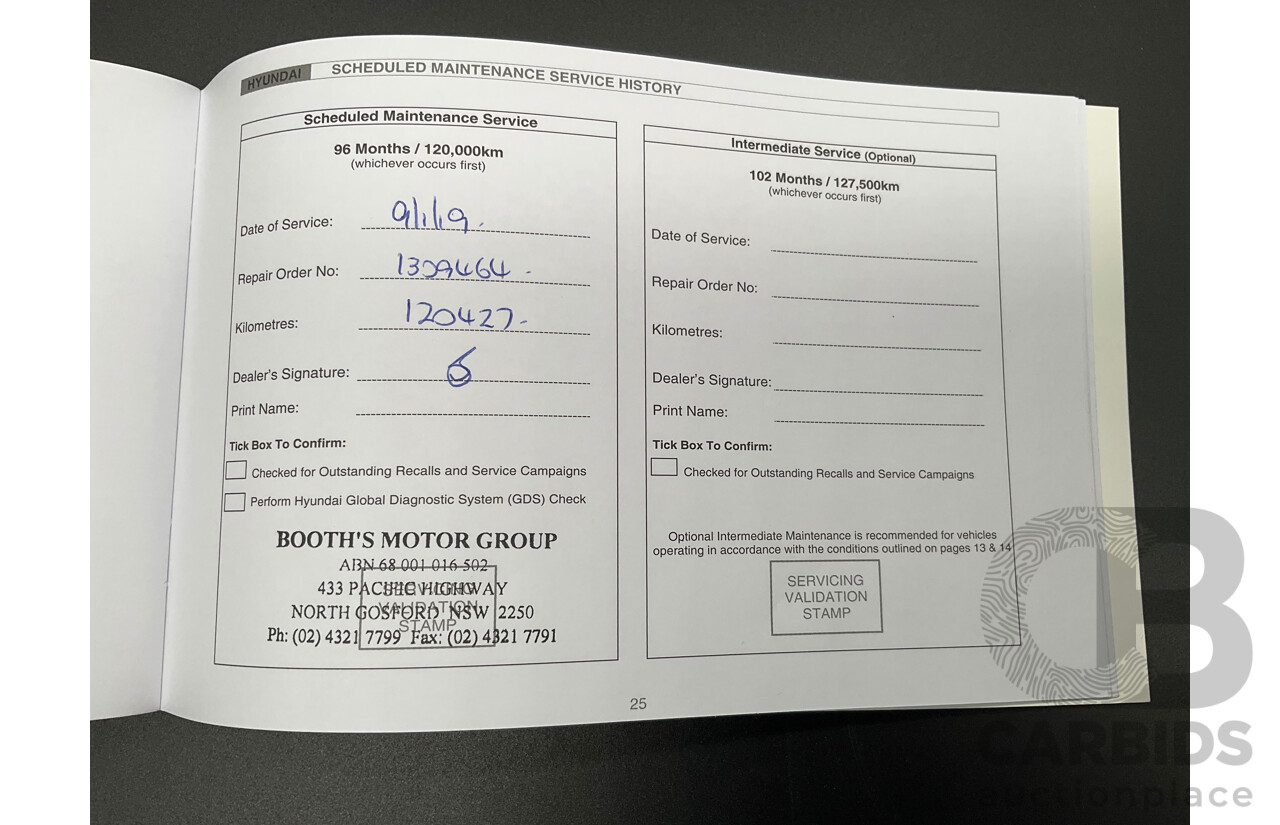 HYUNDAI SCHEDULED MAINTENANCE SERVICE HISTORY
Scheduled Maintenance Service
96 Months / 120,000km
(whichever occurs first)
Date of Service: 9/1/19.
Repair Order No: 1309464 -
Kilometres: 120427-
Dealer's Signature:
Print Name:
Tick Box To Confirm:
Checked for Outstanding Recalls and Service Campaigns
Perform Hyundai Global Diagnostic System (GDS) Check
BOOTH'S MOTOR GROUP
ABN 68 001 016 502
433 PACIFIC HIGHWAY
NORTH GOSFORD NSW 2250
Ph: (02) 4321 7799 Fax: (02) 4321 7791
SERVICING
VALIDATION
STAMP
Intermediate Service (Optional)
102 Months / 127,500km
(whichever occurs first)
Date of Service:
Repair Order No:
Kilometres:
Dealer's Signature:
Print Name:
Tick Box To Confirm:
Checked for Outstanding Recalls and Service Campaigns
Optional Intermediate Maintenance is recommended for vehicles
operating in accordance with the conditions outlined on pages 13 & 14
SERVICING
VALIDATION
STAMP
25
CB
CARBIDS
auctionplace